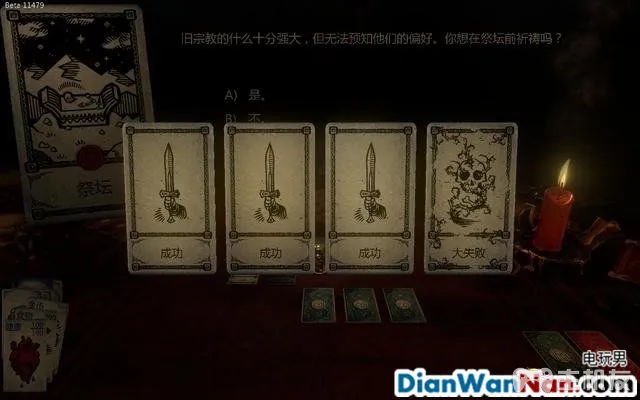 Beta 11479
旧宗教的什么十分强大，但无法预知他们的偏好。你想在祭坛前祈祷吗？
A） 是。
B） 不
祭坛
成功
成功
成功
大失败
电玩男
DianWanNan.com